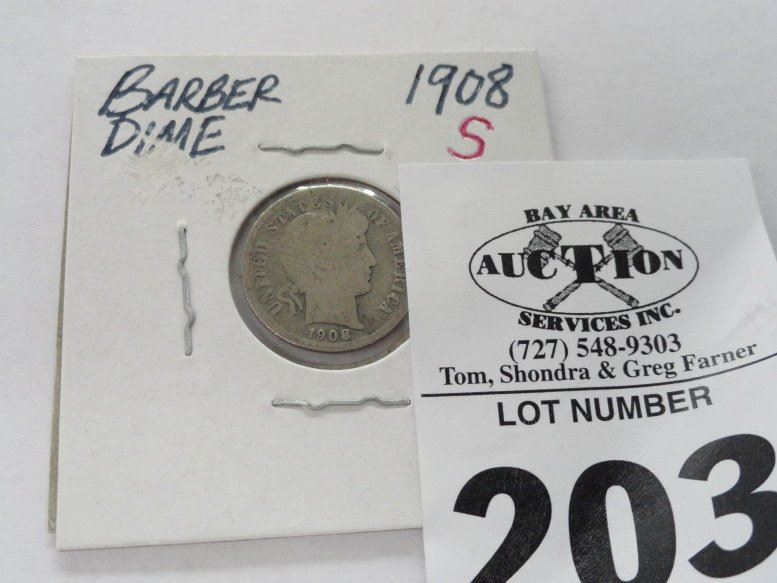 BARBER 1908
DIME S
UNITED STATES OF AMERICA
1908
BAY AREA
AUCTION
SERVICES INC.
(727) 548-9303
Tom, Shondra & Greg Farner
LOT NUMBER
203